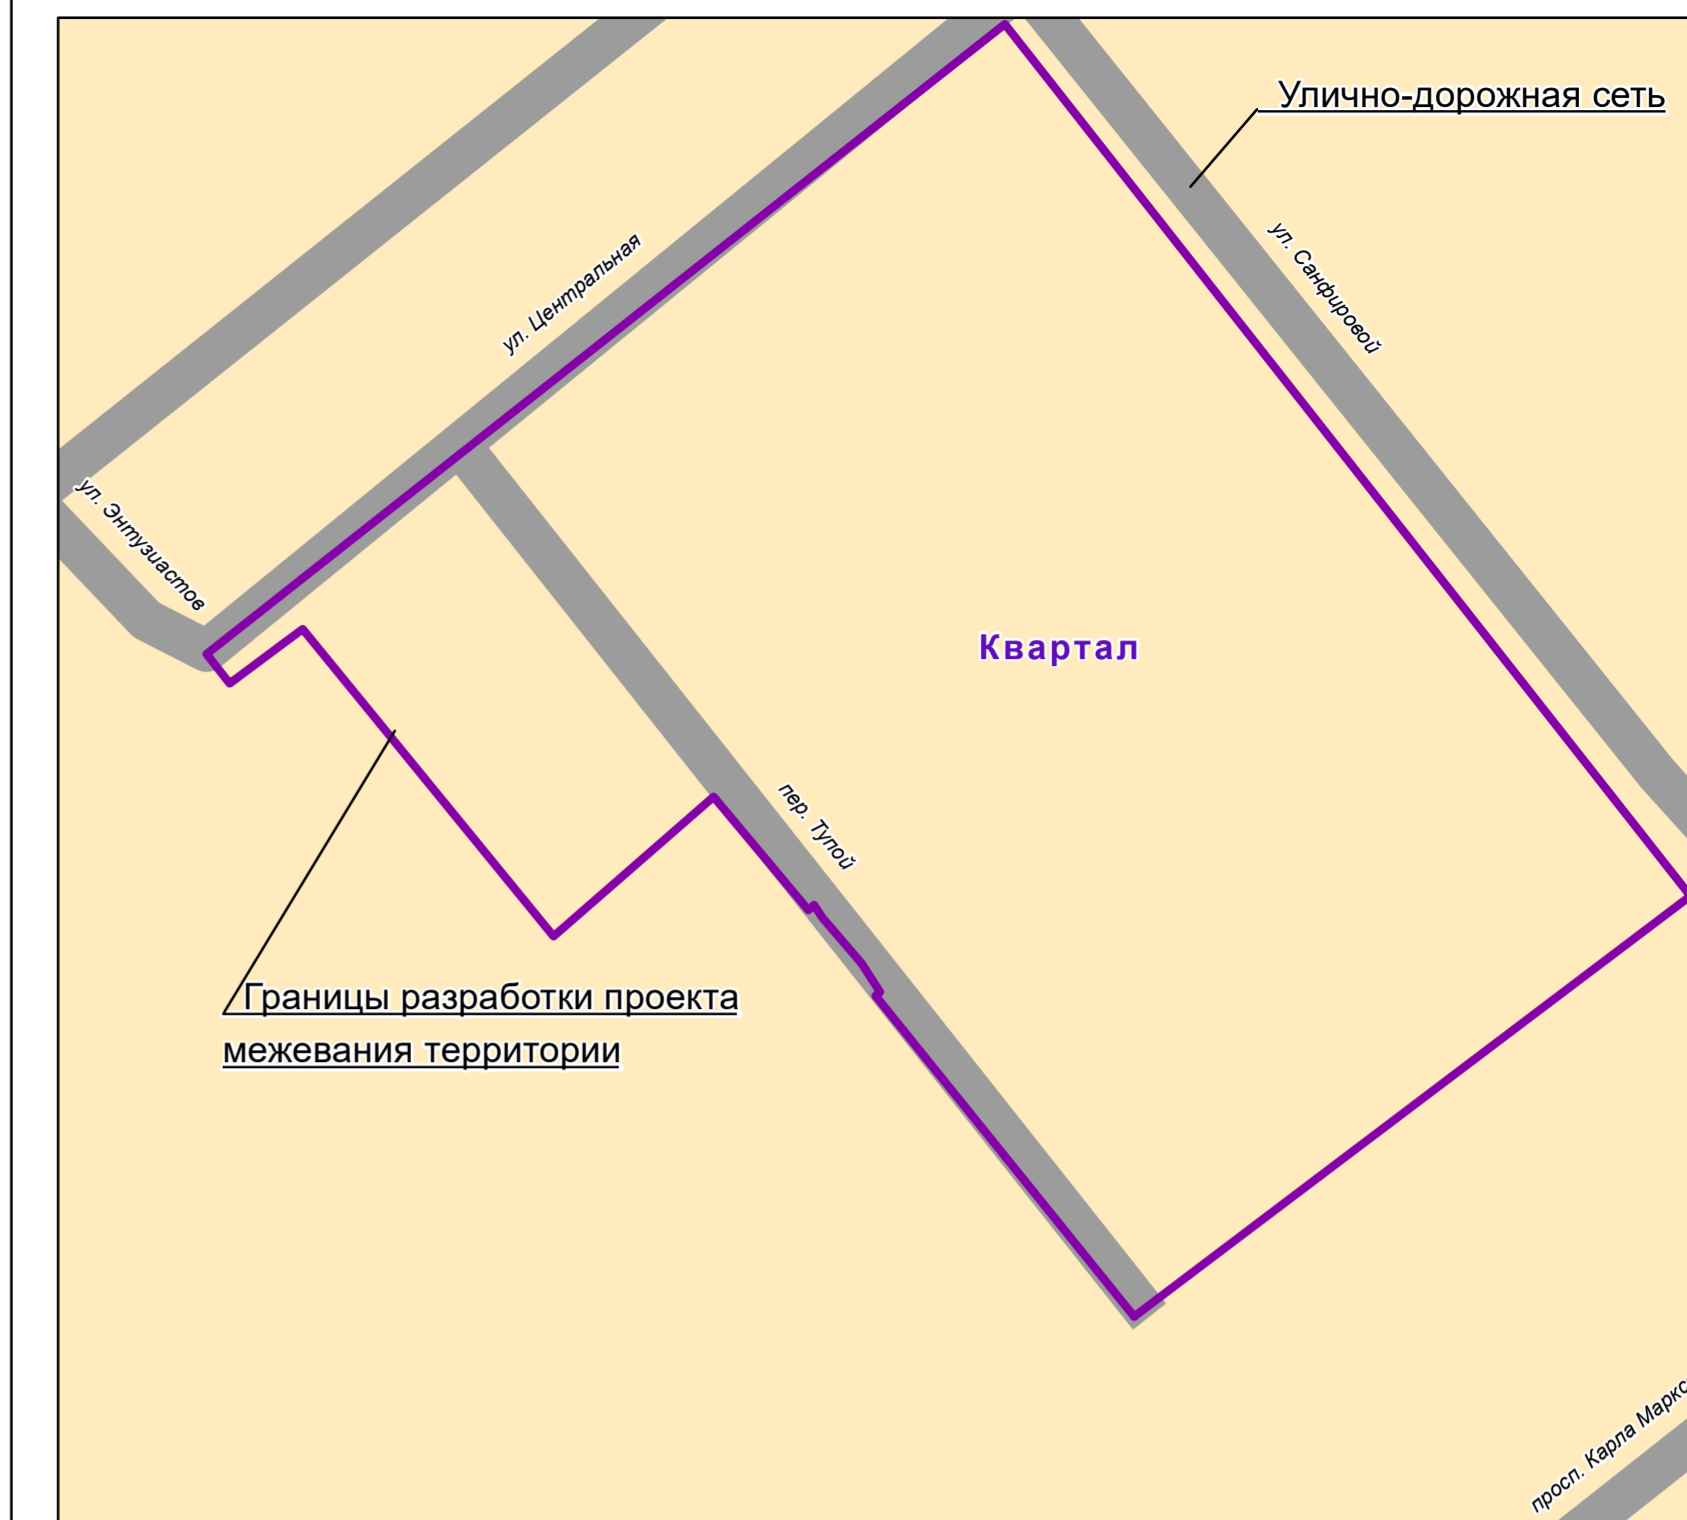 Улично-дорожная сеть
ул. Санфировой
ул. Центральная
ул. Энтузиастов
Квартал
пер. Тупой
Границы разработки проекта
межевания территории
просп. Карла